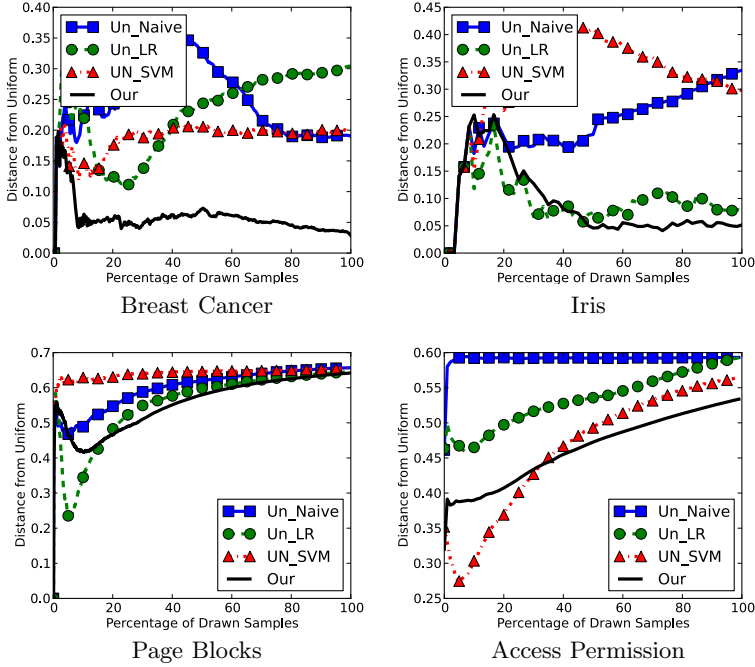 0.40
0.35
0.30
0.25
0.20
0.15
0.10
0.05
0.00
Distance from Uniform
Un_Naive
Un_LR
UN_SVM
Our
0 20 40 60 80 100
Percentage of Drawn Samples
Breast Cancer
0.45
0.40
0.35
0.30
0.25
0.20
0.15
0.10
0.05
0.00
Distance from Uniform
Un_Naive
Un_LR
UN_SVM
Our
0 20 40 60 80 100
Percentage of Drawn Samples
Iris
0.7
0.6
0.5
0.4
0.3
0.2
0.1
0.0
Distance from Uniform
Un_Naive
Un_LR
UN_SVM
Our
0 20 40 60 80 100
Percentage of Drawn Samples
Page Blocks
0.60
0.55
0.50
0.45
0.40
0.35
0.30
0.25
Distance from Uniform
Un_Naive
Un_LR
UN_SVM
Our
0 20 40 60 80 100
Percentage of Drawn Samples
Access Permission